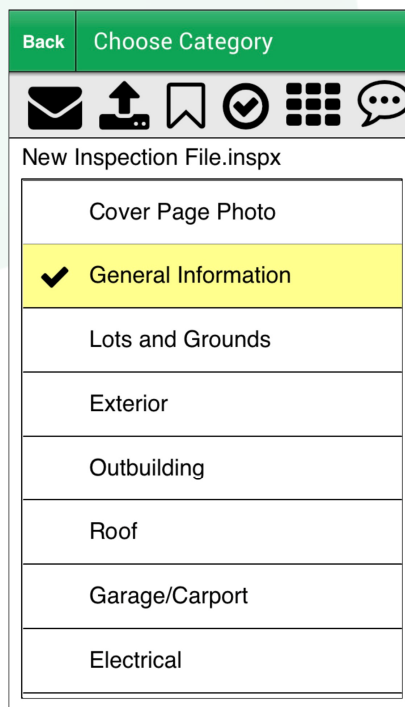 Back Choose Category
New Inspection File.inspx
Cover Page Photo
General Information
Lots and Grounds
Exterior
Outbuilding
Roof
Garage/Carport
Electrical